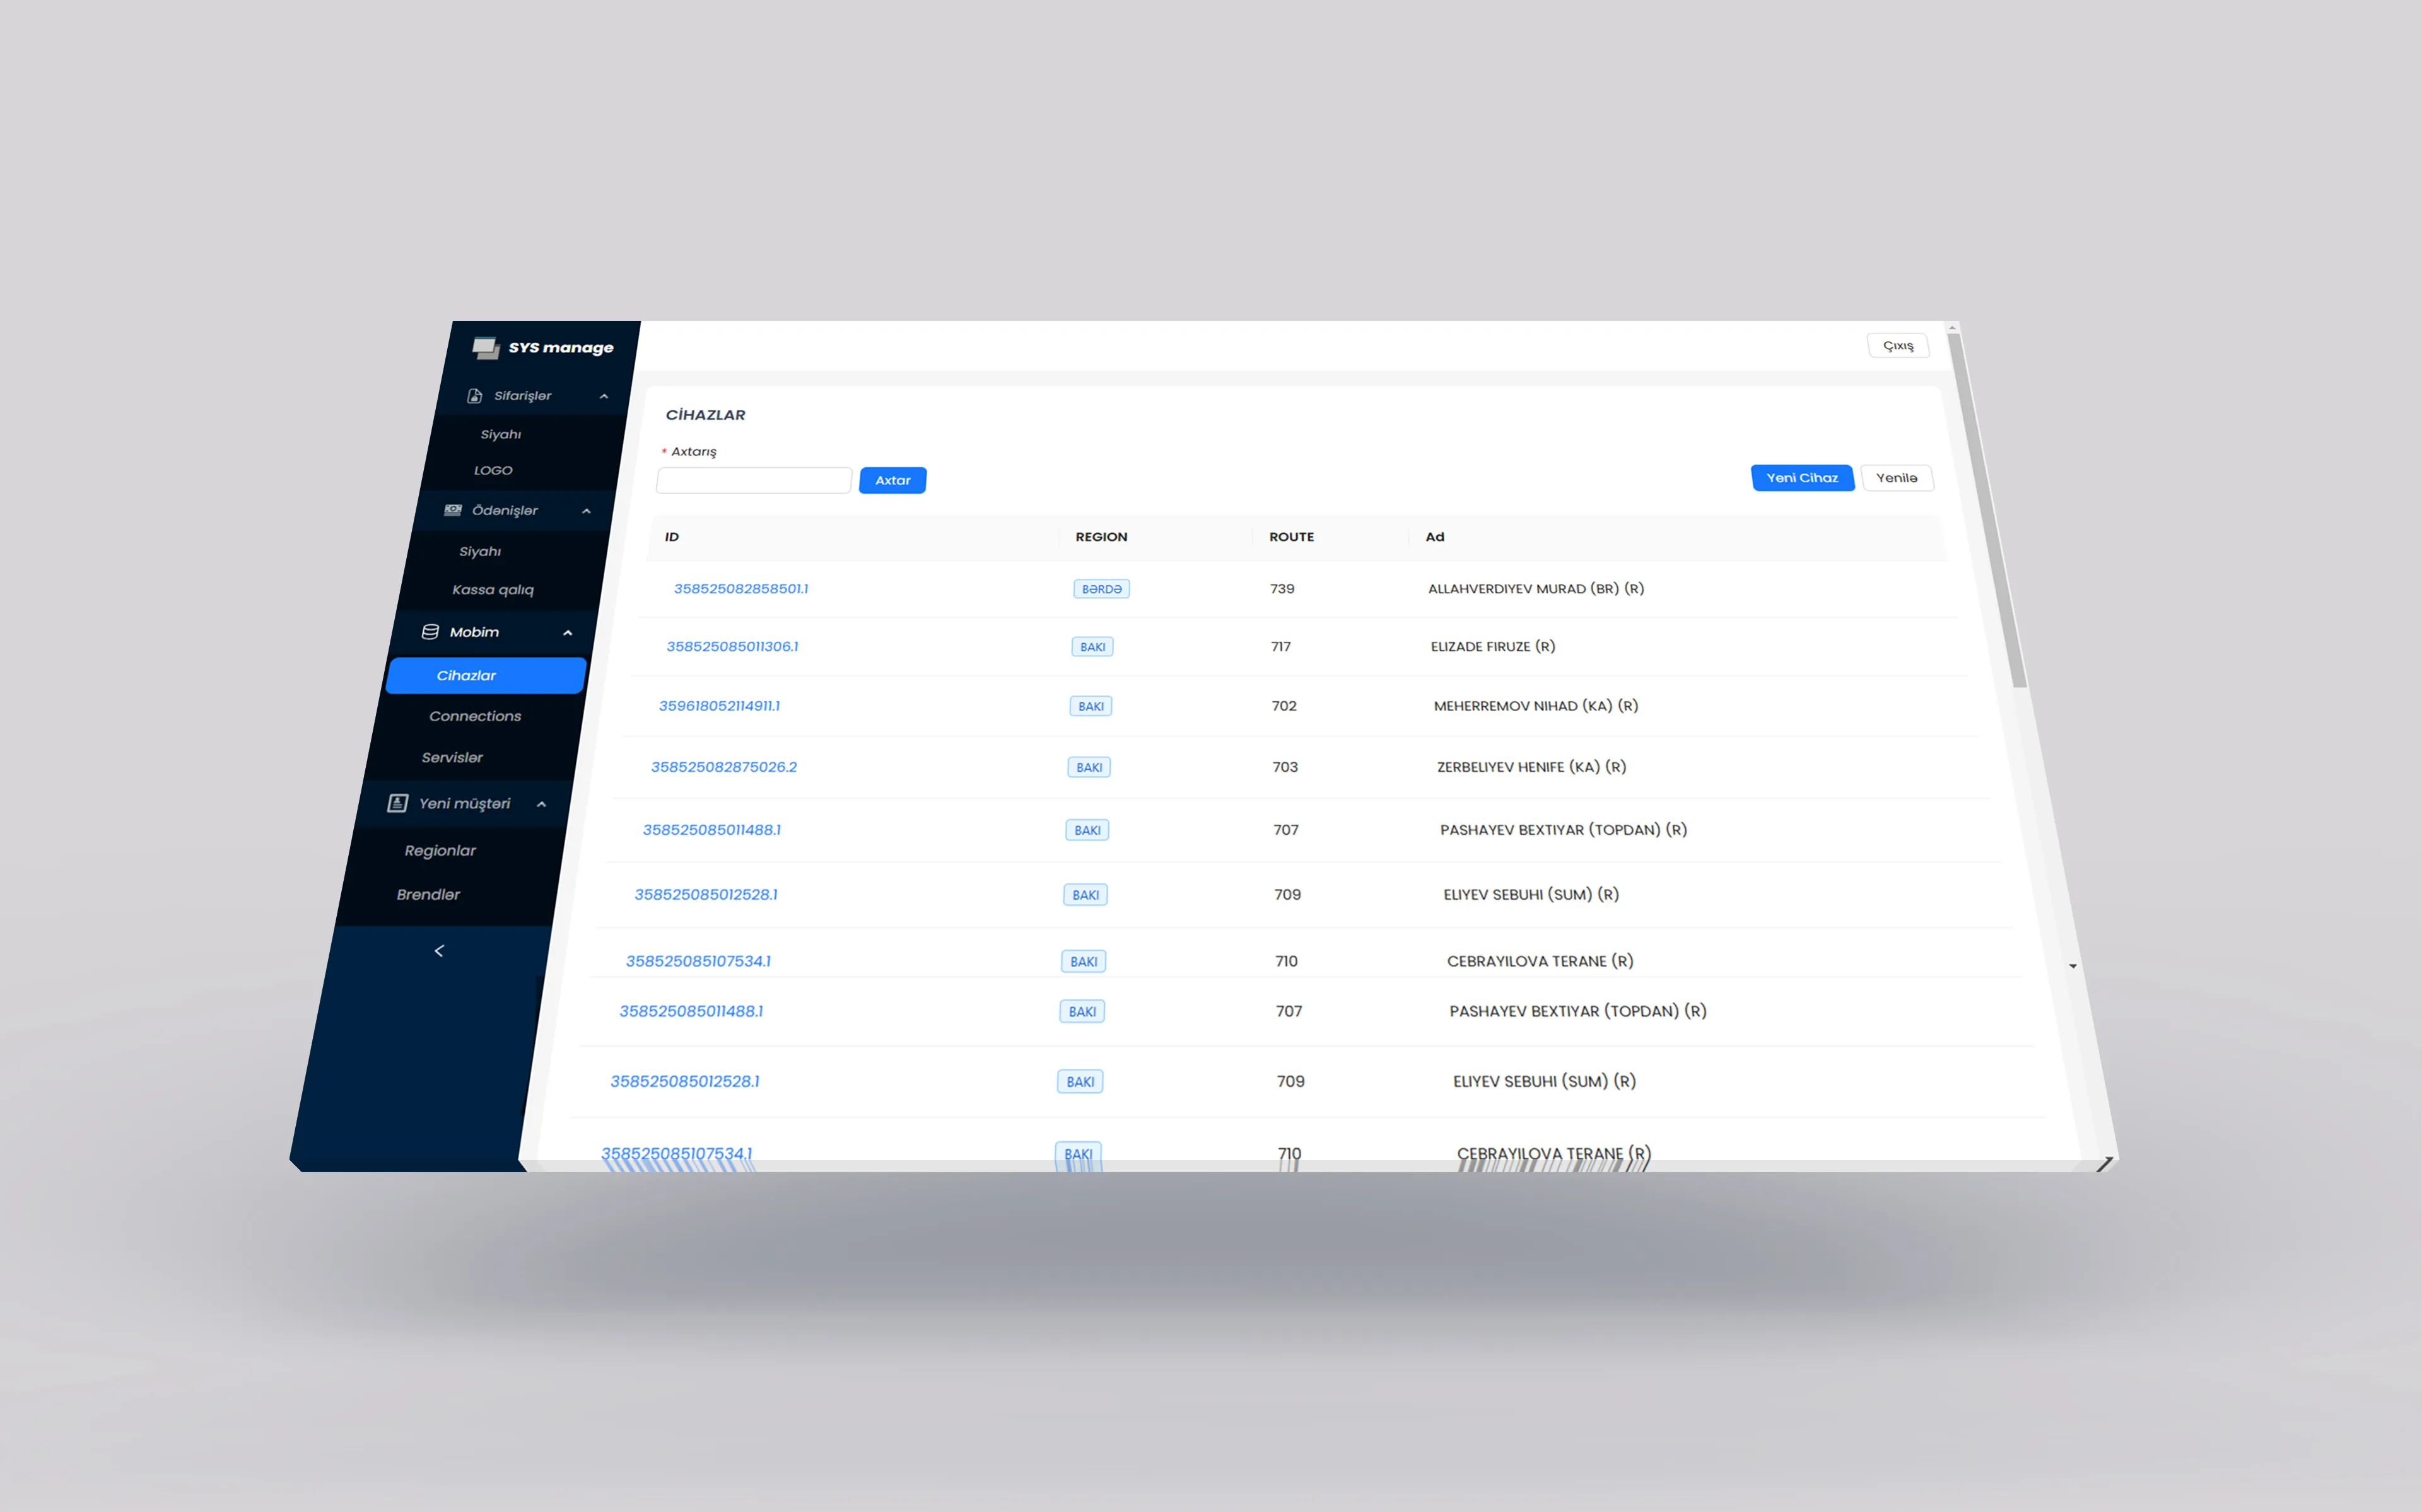 SYS manage
Çıxış
Sifarişlər
Siyahı
LOGO
Ödənişlər
Siyahı
Kassa qalıq
Mobim
Cihazlar
Connections
Servislər
Yeni müştəri
Regionlar
Brendlər
CİHAZLAR
* Axtarış
Axtar
Yeni Cihaz
Yenilə
ID REGION ROUTE Ad
358525082858501.1 BƏRDƏ 739 ALLAHVERDIYEV MURAD (BR) (R)
358525085011306.1 BAKI 717 ELIZADE FIRUZE (R)
359618052114911.1 BAKI 702 MEHERREMOV NIHAD (KA) (R)
358525082875026.2 BAKI 703 ZERBELIYEV HENIFE (KA) (R)
358525085011488.1 BAKI 707 PASHAYEV BEXTIYAR (TOPDAN) (R)
358525085012528.1 BAKI 709 ELIYEV SEBUHI (SUM) (R)
358525085107534.1 BAKI 710 CEBRAYILOVA TERANE (R)
358525085011488.1 BAKI 707 PASHAYEV BEXTIYAR (TOPDAN) (R)
358525085012528.1 BAKI 709 ELIYEV SEBUHI (SUM) (R)
358525085107534.1 BAKI 710 CEBRAYILOVA TERANE (R)